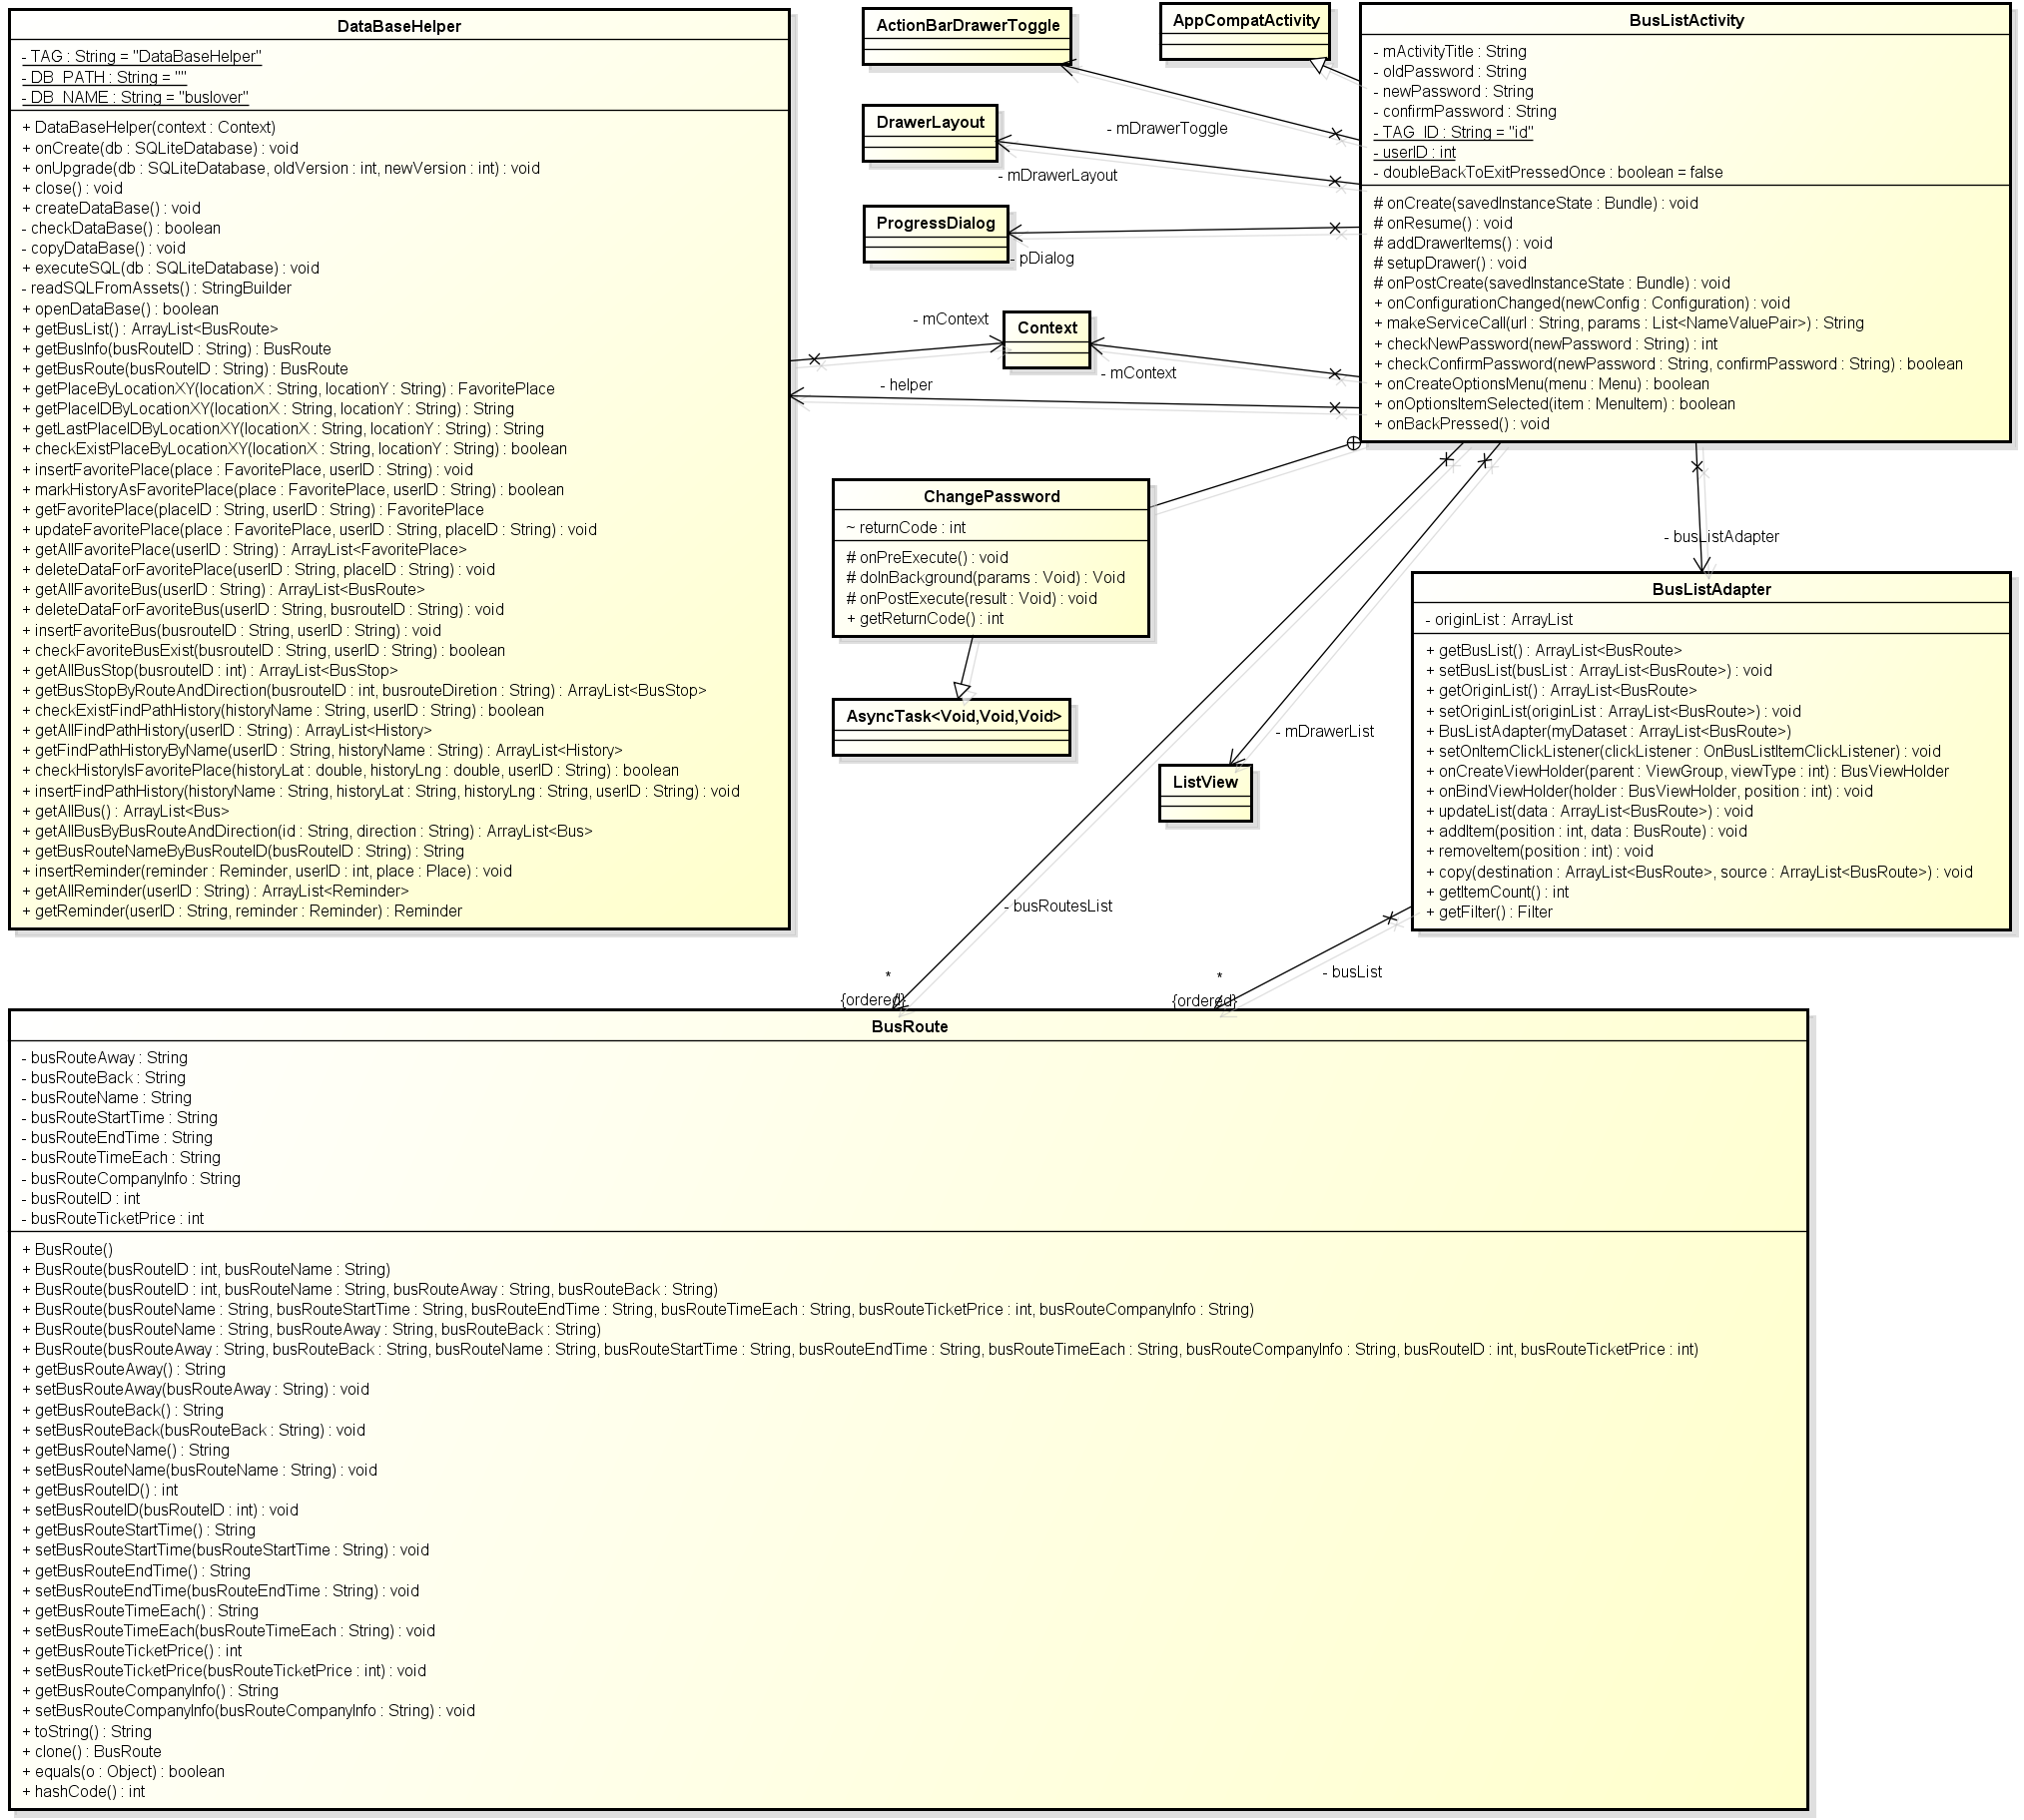 DataBaseHelper
- TAG : String = "DataBaseHelper"
- DB_PATH : String = ""
- DB_NAME : String = "buslover"
+ DataBaseHelper(context : Context)
+ onCreate(db : SQLiteDatabase) : void
+ onUpgrade(db : SQLiteDatabase, oldVersion : int, newVersion : int) : void
+ close() : void
+ createDataBase() : void
- checkDataBase() : boolean
- copyDataBase() : void
+ executeSQL(db : SQLiteDatabase) : void
- readSQLFromAssets() : StringBuilder
+ openDataBase() : boolean
+ getBusList() : ArrayList<BusRoute>
+ getBusInfo(busRouteID : String) : BusRoute
+ getBusRoute(busRouteID : String) : BusRoute
+ getPlaceByLocationXY(locationX : String, locationY : String) : FavoritePlace
+ getPlaceIDByLocationXY(locationX : String, locationY : String) : String
+ getLastPlaceIDByLocationXY(locationX : String, locationY : String) : String
+ checkExistPlaceByLocationXY(locationX : String, locationY : String) : boolean
+ insertFavoritePlace(place : FavoritePlace, userID : String) : void
+ markHistoryAsFavoritePlace(place : FavoritePlace, userID : String) : boolean
+ getFavoritePlace(placeID : String, userID : String) : FavoritePlace
+ updateFavoritePlace(place : FavoritePlace, userID : String, placeID : String) : void
+ getAllFavoritePlace(userID : String) : ArrayList<FavoritePlace>
+ deleteDataForFavoritePlace(userID : String, placeID : String) : void
+ getAllFavoriteBus(userID : String) : ArrayList<BusRoute>
+ deleteDataForFavoriteBus(userID : String, busrouteID : String) : void
+ insertFavoriteBus(busrouteID : String, userID : String) : void
+ checkFavoriteBusExist(busrouteID : String, userID : String) : boolean
+ getAllBusStop(busrouteID : int) : ArrayList<BusStop>
+ getBusStopByRouteAndDirection(busrouteID : int, busrouteDiretion : String) : ArrayList<BusStop>
+ checkExistFindPathHistory(historyName : String, userID : String) : boolean
+ getAllFindPathHistory(userID : String) : ArrayList<History>
+ getFindPathHistoryByName(userID : String, historyName : String) : ArrayList<History>
+ checkHistoryIsFavoritePlace(historyLat : double, historyLng : double, userID : String) : boolean
+ insertFindPathHistory(historyName : String, historyLat : String, historyLng : String, userID : String) : void
+ getAllBus() : ArrayList<Bus>
+ getAllBusByBusRouteAndDirection(id : String, direction : String) : ArrayList<Bus>
+ getBusRouteNameByBusRouteID(busRouteID : String) : String
+ insertReminder(reminder : Reminder, userID : int, place : Place) : void
+ getAllReminder(userID : String) : ArrayList<Reminder>
+ getReminder(userID : String, reminder : Reminder) : Reminder
ActionBarDrawerToggle
AppCompatActivity
- mDrawerToggle
DrawerLayout
- mDrawerLayout
ProgressDialog
- pDialog
- mContext
Context
- mContext
- helper
BusListActivity
- mActivityTitle : String
- oldPassword : String
- newPassword : String
- confirmPassword : String
- TAG_ID : String = "id"
- userID : int
- doubleBackToExitPressedOnce : boolean = false
# onCreate(savedInstanceState : Bundle) : void
# onResume() : void
# addDrawerItems() : void
# setupDrawer() : void
# onPostCreate(savedInstanceState : Bundle) : void
+ onConfigurationChanged(newConfig : Configuration) : void
+ makeServiceCall(url : String, params : List<NameValuePair>) : String
+ checkNewPassword(newPassword : String) : int
+ checkConfirmPassword(newPassword : String, confirmPassword : String) : boolean
+ onCreateOptionsMenu(menu : Menu) : boolean
+ onOptionsItemSelected(item : MenuItem) : boolean
+ onBackPressed() : void
ChangePassword
~ returnCode : int
# onPreExecute() : void
# doInBackground(params : Void) : Void
# onPostExecute(result : Void) : void
+ getReturnCode() : int
AsyncTask<Void,Void,Void>
- mDrawerList
ListView
- busListAdapter
BusListAdapter
- originList : ArrayList
+ getBusList() : ArrayList<BusRoute>
+ setBusList(busList : ArrayList<BusRoute>) : void
+ getOriginList() : ArrayList<BusRoute>
+ setOriginList(originList : ArrayList<BusRoute>) : void
+ BusListAdapter(myDataset : ArrayList<BusRoute>)
+ setOnItemClickListener(clickListener : OnBusListItemClickListener) : void
+ onCreateViewHolder(parent : ViewGroup, viewType : int) : BusViewHolder
+ onBindViewHolder(holder : BusViewHolder, position : int) : void
+ updateList(data : ArrayList<BusRoute>) : void
+ addItem(position : int, data : BusRoute) : void
+ removeItem(position : int) : void
+ copy(destination : ArrayList<BusRoute>, source : ArrayList<BusRoute>) : void
+ getItemCount() : int
+ getFilter() : Filter
- busRoutesList
*
{ordered}
- busList
*
{ordered}
BusRoute
- busRouteAway : String
- busRouteBack : String
- busRouteName : String
- busRouteStartTime : String
- busRouteEndTime : String
- busRouteTimeEach : String
- busRouteCompanyInfo : String
- busRouteID : int
- busRouteTicketPrice : int
+ BusRoute()
+ BusRoute(busRouteID : int, busRouteName : String)
+ BusRoute(busRouteID : int, busRouteName : String, busRouteAway : String, busRouteBack : String)
+ BusRoute(busRouteName : String, busRouteStartTime : String, busRouteEndTime : String, busRouteTimeEach : String, busRouteTicketPrice : int, busRouteCompanyInfo : String)
+ BusRoute(busRouteName : String, busRouteAway : String, busRouteBack : String)
+ BusRoute(busRouteAway : String, busRouteBack : String, busRouteName : String, busRouteStartTime : String, busRouteEndTime : String, busRouteTimeEach : String, busRouteCompanyInfo : String, busRouteID : int, busRouteTicketPrice : int)
+ getBusRouteAway() : String
+ setBusRouteAway(busRouteAway : String) : void
+ getBusRouteBack() : String
+ setBusRouteBack(busRouteBack : String) : void
+ getBusRouteName() : String
+ setBusRouteName(busRouteName : String) : void
+ getBusRouteID() : int
+ setBusRouteID(busRouteID : int) : void
+ getBusRouteStartTime() : String
+ setBusRouteStartTime(busRouteStartTime : String) : void
+ getBusRouteEndTime() : String
+ setBusRouteEndTime(busRouteEndTime : String) : void
+ getBusRouteTimeEach() : String
+ setBusRouteTimeEach(busRouteTimeEach : String) : void
+ getBusRouteTicketPrice() : int
+ setBusRouteTicketPrice(busRouteTicketPrice : int) : void
+ getBusRouteCompanyInfo() : String
+ setBusRouteCompanyInfo(busRouteCompanyInfo : String) : void
+ toString() : String
+ clone() : BusRoute
+ equals(o : Object) : boolean
+ hashCode() : int